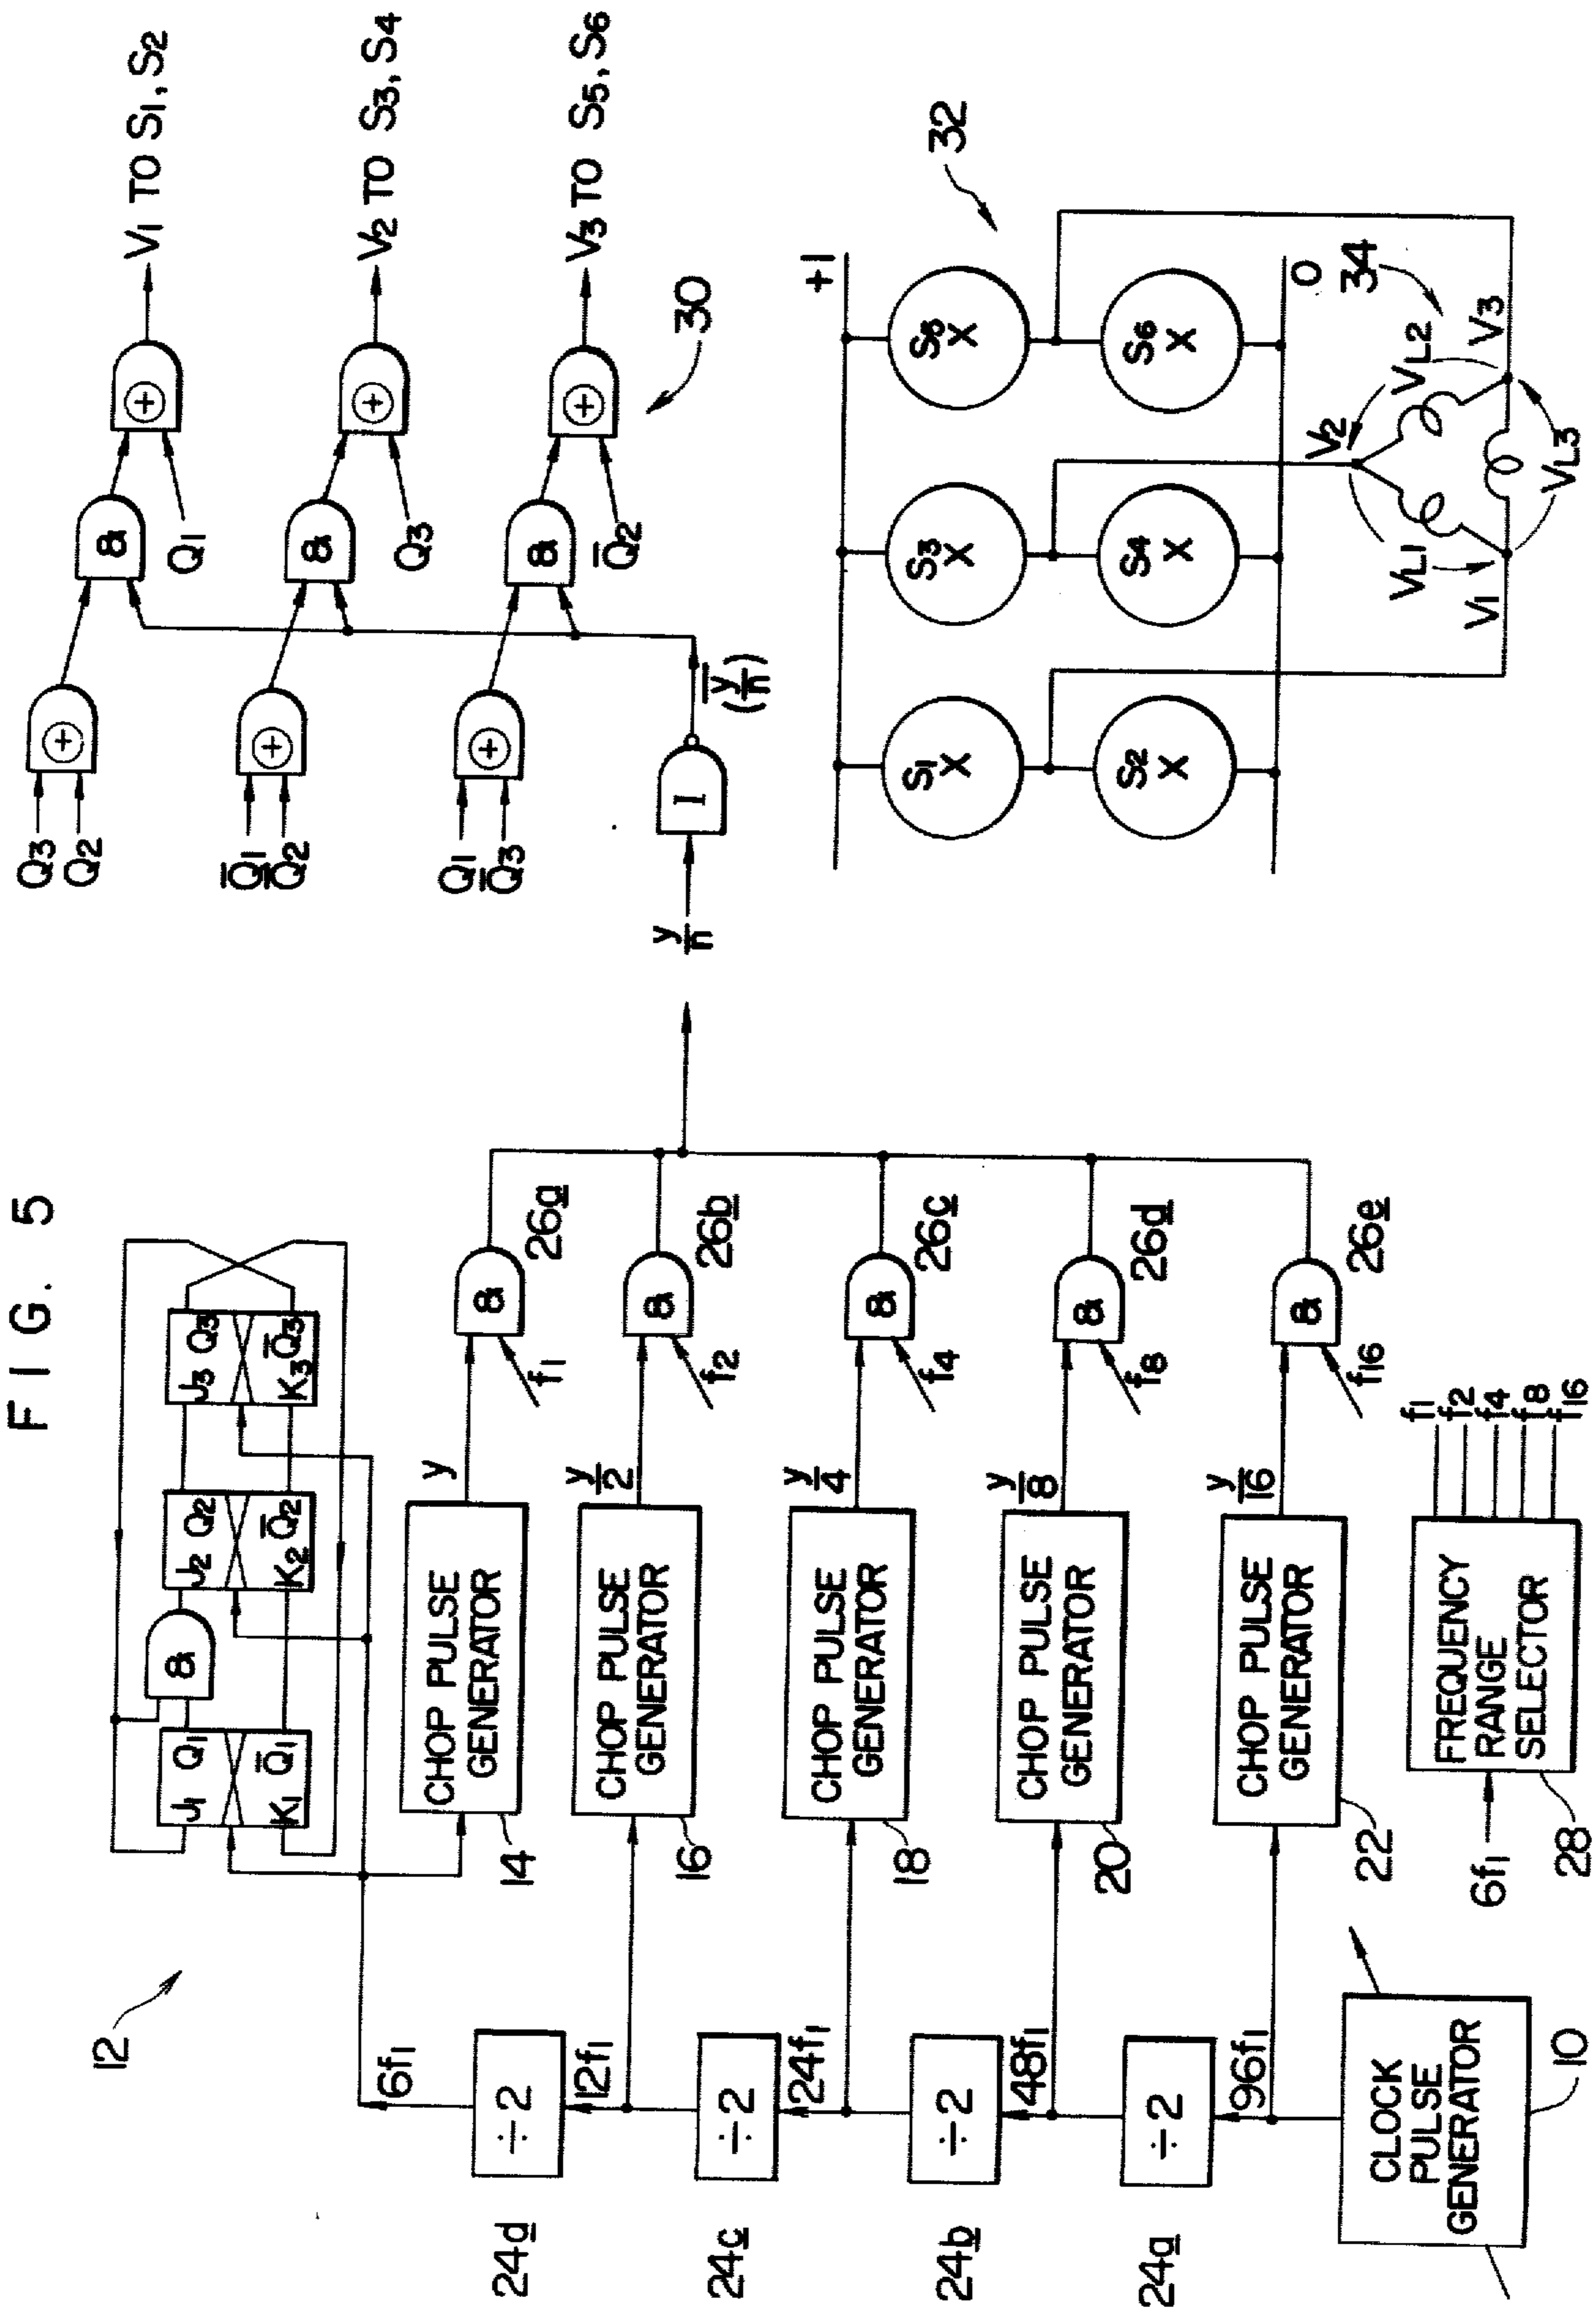 FIG. 5
12
J1 Q1
K1 Q̅1
&
J2 Q2
K2 Q̅2
J3 Q3
K3 Q̅3
24d
÷2
6f1
CHOP PULSE
GENERATOR
14
y
&
f1
26a
12f1
24c
÷2
CHOP PULSE
GENERATOR
16
y/2
&
f2
26b
24f1
24b
÷2
CHOP PULSE
GENERATOR
18
y/4
&
f4
26c
48f1
24a
÷2
CHOP PULSE
GENERATOR
20
y/8
&
f8
26d
96f1
CHOP PULSE
GENERATOR
22
y/16
&
f16
26e
CLOCK
PULSE
GENERATOR
10
6f1
FREQUENCY
RANGE
SELECTOR
28
f1
f2
f4
f8
f16
Q3
Q2
+
&
Q1
+
V1 TO S1, S2
Q̅1
Q̅2
+
&
Q3
+
V2 TO S3, S4
Q1
Q̅3
+
&
Q̅2
+
V3 TO S5, S6
y/n
1
(y/n)̅
30
32
+1
S1 X
S3 X
S5 X
S2 X
S4 X
S6 X
0
34
V1
V2
V3
VL1
VL2
VL3